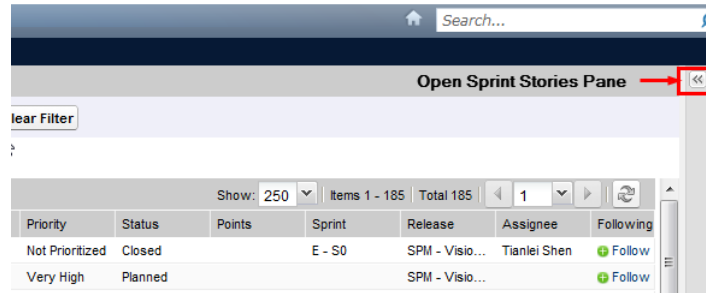 Search...
Open Sprint Stories Pane
lear Filter
Show: 250 Items 1 - 185 Total 185 1
Priority Status Points Sprint Release Assignee Following
Not Prioritized Closed E - S0 SPM - Visio... Tianlei Shen Follow
Very High Planned SPM - Visio... Follow